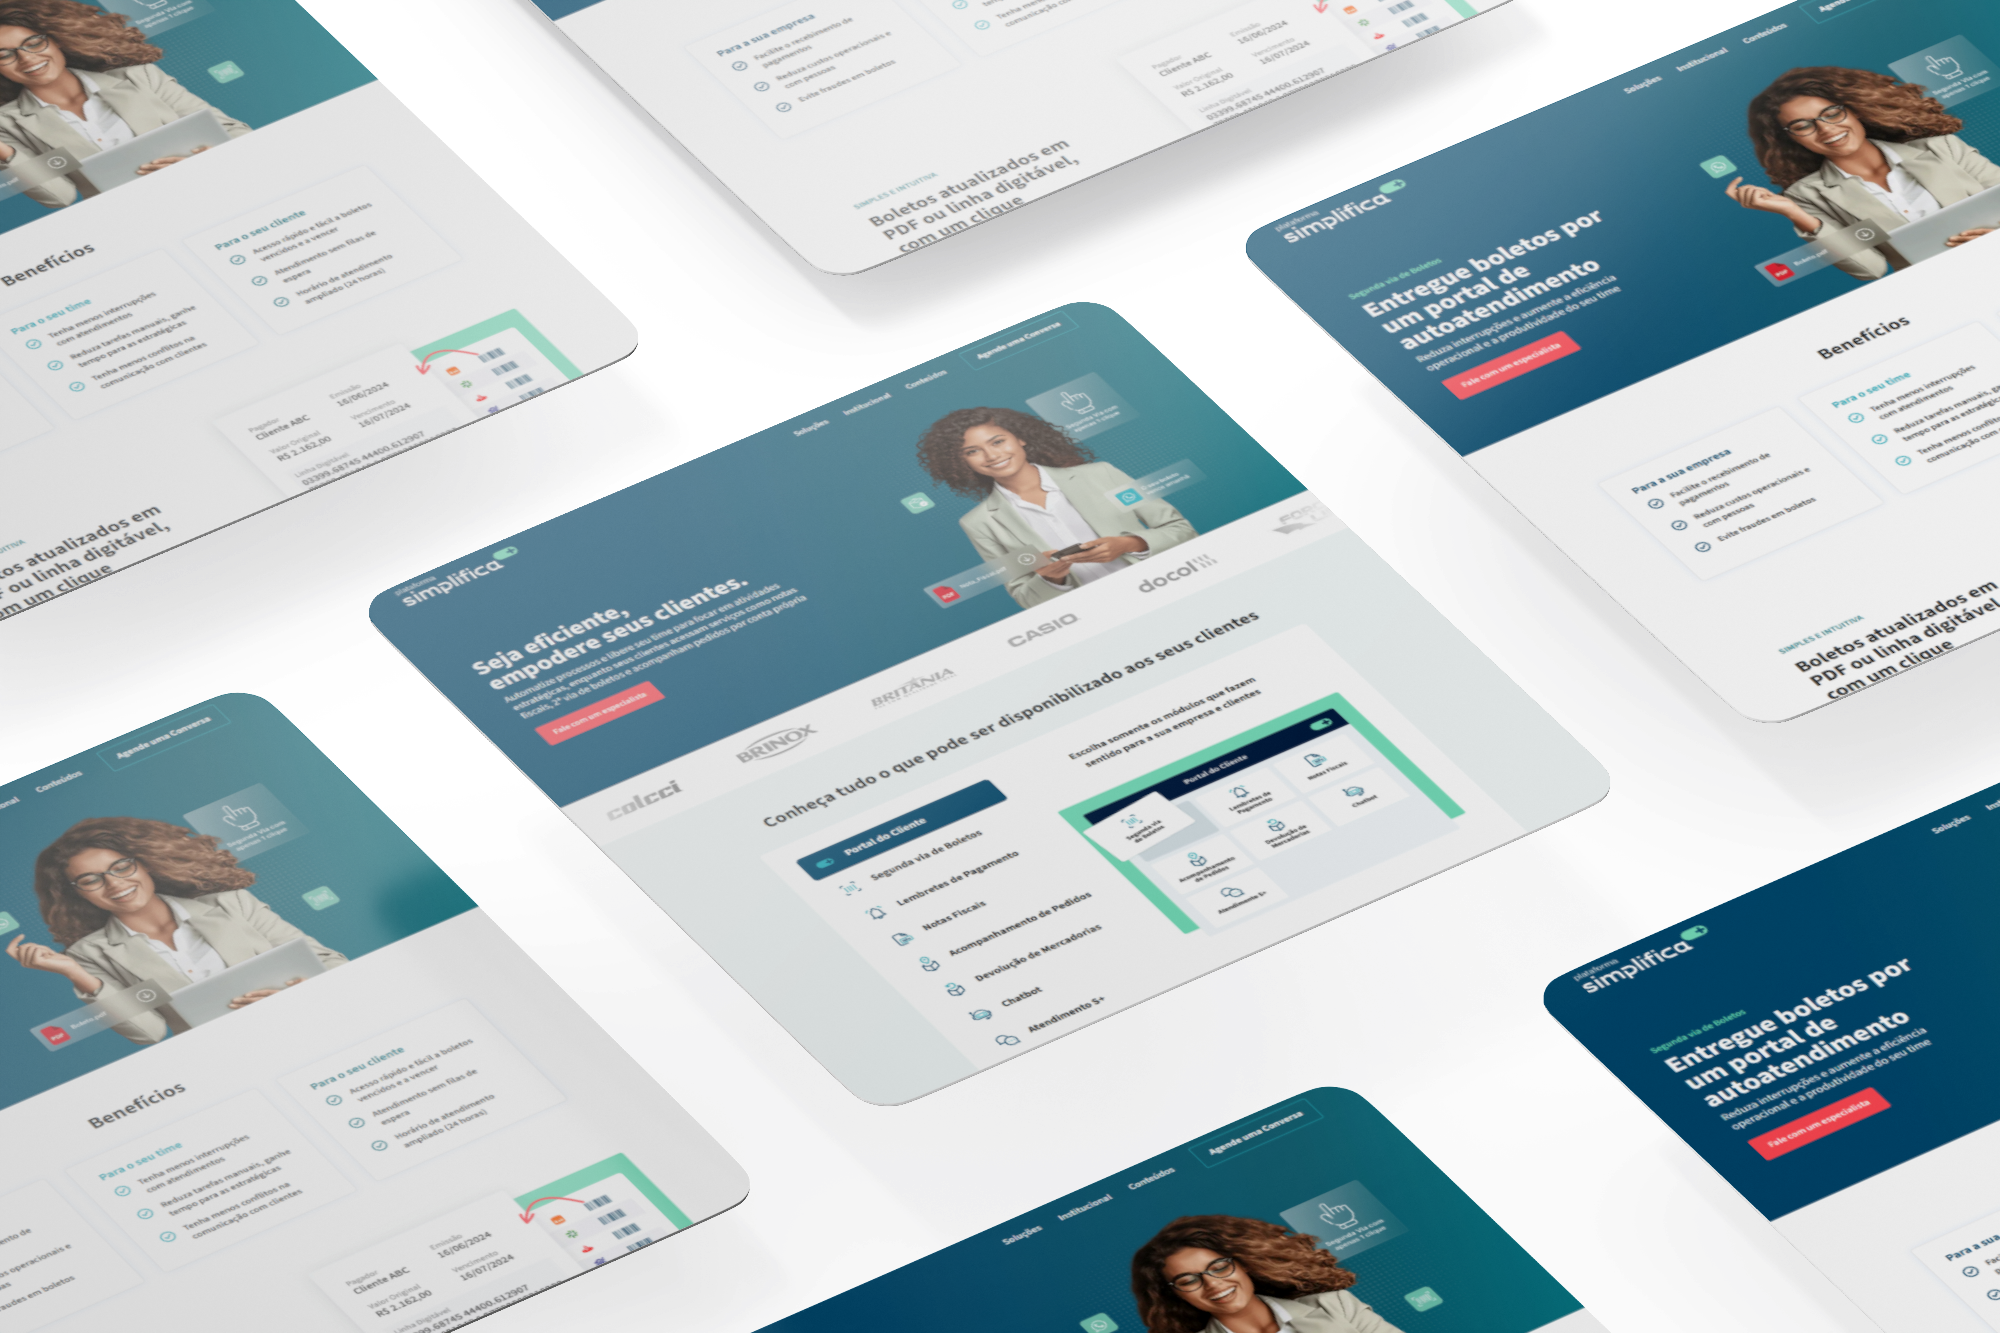 Segunda Via com
apenas 1 clique
Benefícios
Para o seu time
Tenha menos interrupções
com atendimentos
Reduza tarefas manuais, ganhe
tempo para as estratégicas
Tenha menos conflitos na
comunicação com clientes
Para o seu cliente
Acesso rápido e fácil a boletos
vencidos e a vencer
Atendimento sem filas de
espera
Horário de atendimento
ampliado (24 horas)
Pagador
Cliente ABC
Emissão
16/06/2024
Valor Original
R$ 2.162,00
Vencimento
16/07/2024
Linha Digitável
03399.68745.44400.612907
atualizados em
ou linha digitável,
um clique
Para a sua empresa
Facilite o recebimento de
pagamentos
Reduza custos operacionais e
com pessoas
Evite fraudes em boletos
Pagador
Cliente ABC
Emissão
16/06/2024
Valor Original
R$ 2.162,00
Vencimento
16/07/2024
Linha Digitável
03399.68745.44400.612907
SIMPLES E INTUITIVA
Boletos atualizados em
PDF ou linha digitável,
com um clique
Soluções
Institucional
Conteúdos
plataforma
simplifica
Segunda via de Boletos
Entregue boletos por
um portal de
autoatendimento
Reduza interrupções e aumente a eficiência
operacional e a produtividade do seu time
Fale com um especialista
PDF
Boleto.pdf
Segunda Via com
apenas 1 clique
Benefícios
Para a sua empresa
Facilite o recebimento de
pagamentos
Reduza custos operacionais e
com pessoas
Evite fraudes em boletos
Para o seu time
Tenha menos interrupções
com atendimentos
Reduza tarefas manuais,
tempo para as estratégicas
Tenha menos conflitos
comunicação com
SIMPLES E INTUITIVA
Boletos atualizados em
PDF ou linha digitável,
com um clique
plataforma
simplifica
Soluções
Institucional
Conteúdos
Agende uma Conversa
Seja eficiente,
empodere seus clientes.
Automatize processos e libere seu time para focar em atividades
estratégicas, enquanto seus clientes acessam serviços como notas
fiscais, 2ª via de boletos e acompanham pedidos por conta própria
Fale com um especialista
Segunda Via com
apenas 1 clique
PDF
colcci
BRINOX
BRITÂNIA
CASIO
docol
Conheça tudo o que pode ser disponibilizado aos seus clientes
Portal do Cliente
Segunda via de Boletos
Lembretes de Pagamento
Notas Fiscais
Acompanhamento de Pedidos
Devolução de Mercadorias
Chatbot
Atendimento S+
Escolha somente os módulos que fazem
sentido para a sua empresa e clientes
Portal do Cliente
Segunda via
de Boletos
Lembretes de
Pagamento
Notas Fiscais
Acompanhamento
de Pedidos
Devolução de
Mercadorias
Chatbot
Atendimento S+
Conteúdos
Agende uma Conversa
Segunda Via com
apenas 1 clique
PDF
Boleto.pdf
Benefícios
Para o seu time
Tenha menos interrupções
com atendimentos
Reduza tarefas manuais, ganhe
tempo para as estratégicas
Tenha menos conflitos na
comunicação com clientes
Para o seu cliente
Acesso rápido e fácil a boletos
vencidos e a vencer
Atendimento sem filas de
espera
Horário de atendimento
ampliado (24 horas)
operacionais e
em boletos
Pagador
Cliente ABC
Emissão
16/06/2024
Valor Original
R$ 2.162,00
Vencimento
16/07/2024
Linha Digitável
Soluções
Institucional
Conteúdos
Agende uma Conversa
Segunda Via com
apenas 1 clique
Soluções
plataforma
simplifica
Segunda via de Boletos
Entregue boletos por
um portal de
autoatendimento
Reduza interrupções e aumente a eficiência
operacional e a produtividade do seu time
Fale com um especialista
Para a sua